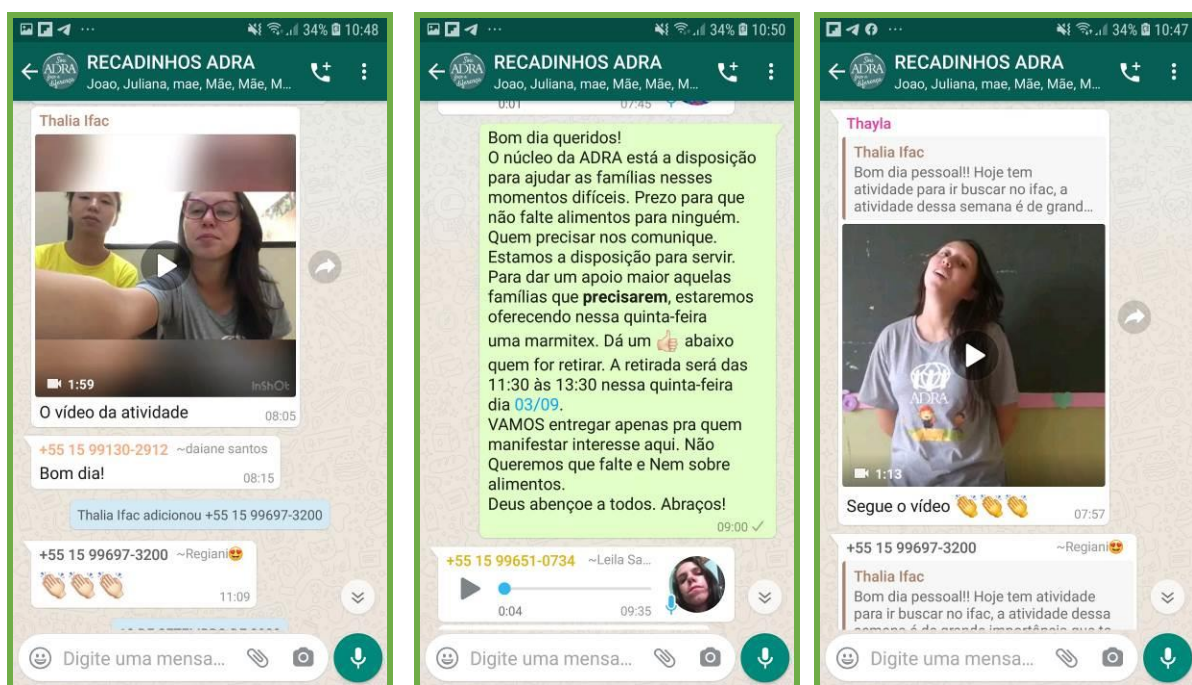 34% 10:48
RECADINHOS ADRA
Joao, Juliana, mae, Mãe, Mãe, M...
Thalia Ifac
1:59
InShOt
O vídeo da atividade 08:05
+55 15 99130-2912 ~daiane santos
Bom dia! 08:15
Thalia Ifac adicionou +55 15 99697-3200
+55 15 99697-3200 ~Regiani😍
👏🏻👏🏻👏🏻 11:09
Digite uma mensa...
34% 10:50
RECADINHOS ADRA
Joao, Juliana, mae, Mãe, Mãe, M...
0:01 07:45
Bom dia queridos!
O núcleo da ADRA está a disposição
para ajudar as famílias nesses
momentos difíceis. Prezo para que
não falte alimentos para ninguém.
Quem precisar nos comunique.
Estamos a disposição para servir.
Para dar um apoio maior aquelas
famílias que precisarem, estaremos
oferecendo nessa quinta-feira
uma marmitex. Dá um 👍🏻 abaixo
quem for retirar. A retirada será das
11:30 às 13:30 nessa quinta-feira
dia 03/09.
VAMOS entregar apenas pra quem
manifestar interesse aqui. Não
Queremos que falte e Nem sobre
alimentos.
Deus abençoe a todos. Abraços!
09:00
+55 15 99651-0734 ~Leila Sa...
0:04 09:35
Digite uma mensa...
34% 10:47
RECADINHOS ADRA
Joao, Juliana, mae, Mãe, Mãe, M...
Thayla
Thalia Ifac
Bom dia pessoal!! Hoje tem
atividade para ir buscar no ifac, a
atividade dessa semana é de grand...
ADRA
1:13
Segue o vídeo 👏👏👏 07:57
+55 15 99697-3200 ~Regiani😍
Thalia Ifac
Bom dia pessoal!! Hoje tem atividade
para ir buscar no ifac, a atividade dessa
semana é de grande importância que te
Digite uma mensa...